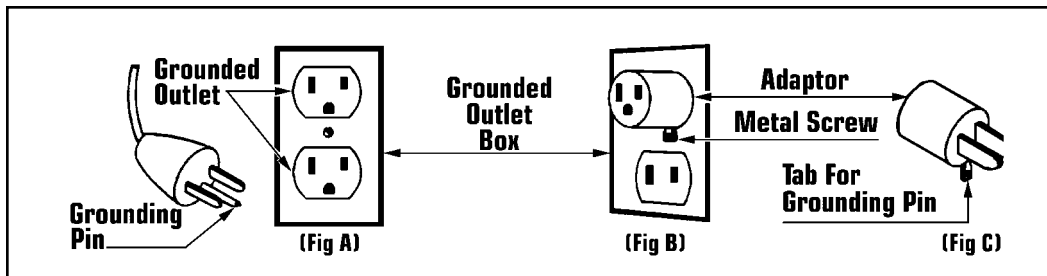 Grounded
Outlet
Grounding
Pin
(Fig A)
Grounded
Outlet
Box
(Fig B)
Adaptor
Metal Screw
Tab For
Grounding Pin
(Fig C)